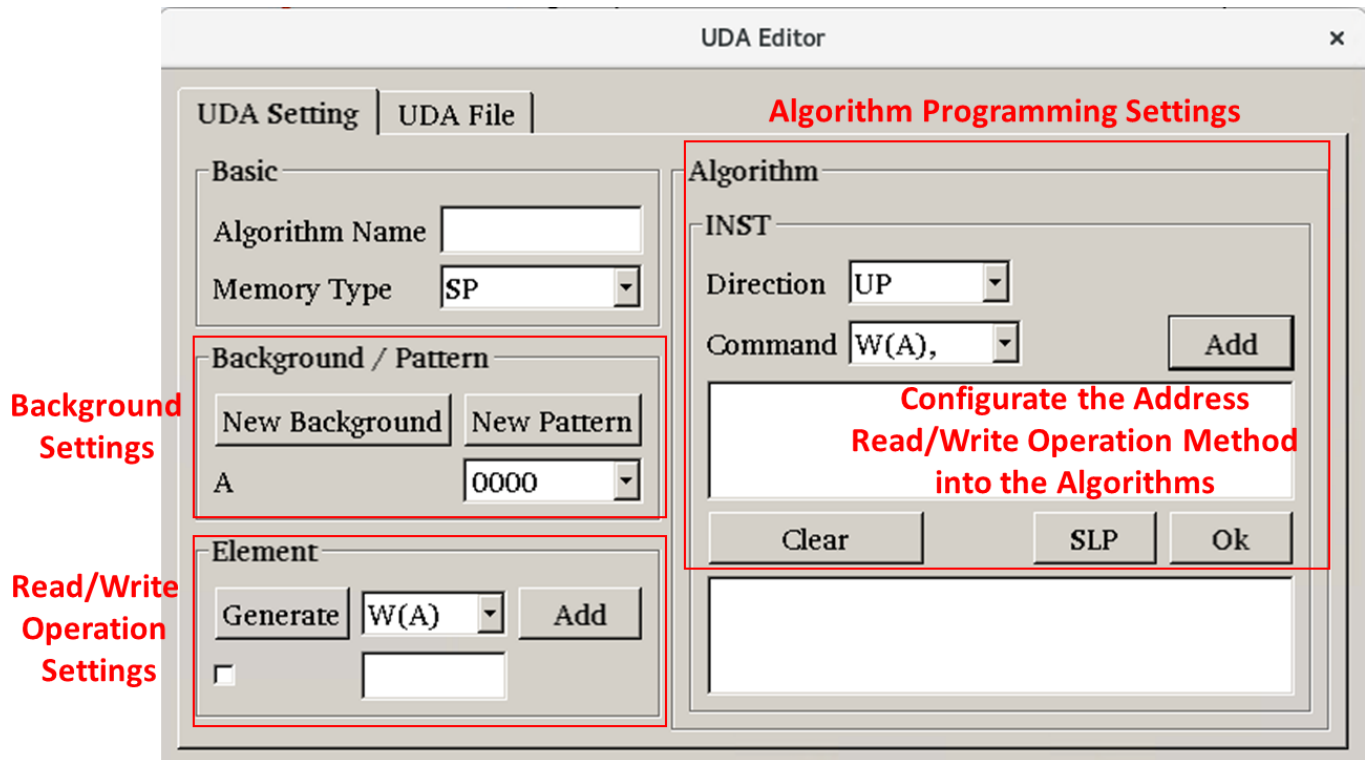 UDA Editor
×
UDA Setting
UDA File
Algorithm Programming Settings
Basic
Algorithm Name
Memory Type
SP
Background / Pattern
New Background
New Pattern
A
0000
Background
Settings
Element
Generate
W(A)
Add
Read/Write
Operation
Settings
Algorithm
INST
Direction
UP
Command
W(A),
Add
Configurate the Address
Read/Write Operation Method
into the Algorithms
Clear
SLP
Ok